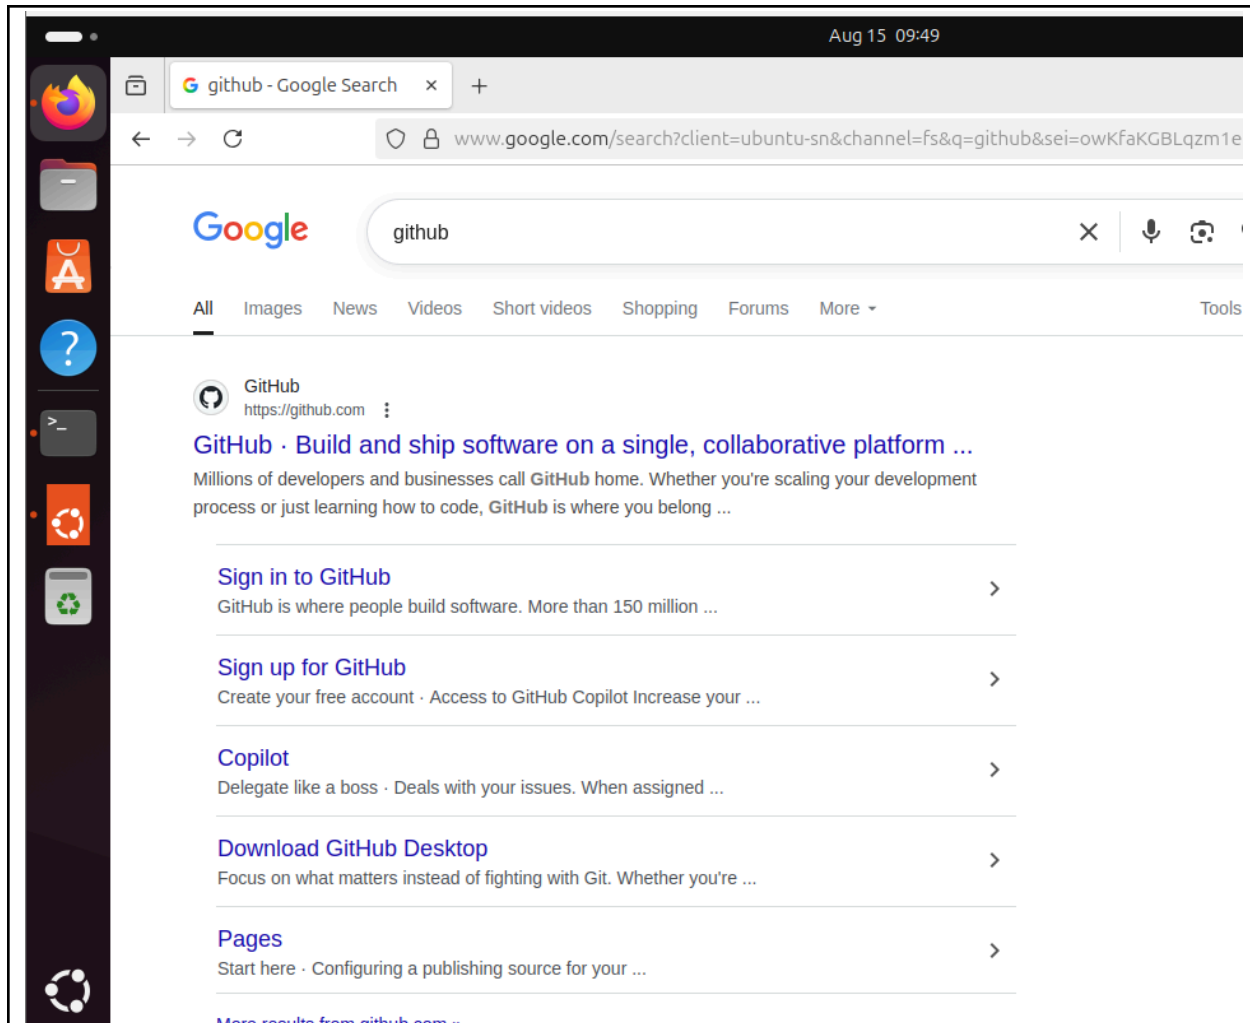 Aug 15 09:49
github - Google Search
www.google.com/search?client=ubuntu-sn&channel=fs&q=github&sei=owKfaKGBLqzm1e
Google
github
All Images News Videos Short videos Shopping Forums More Tools
GitHub
https://github.com
GitHub · Build and ship software on a single, collaborative platform ...
Millions of developers and businesses call GitHub home. Whether you're scaling your development
process or just learning how to code, GitHub is where you belong ...
Sign in to GitHub
GitHub is where people build software. More than 150 million ...
Sign up for GitHub
Create your free account · Access to GitHub Copilot Increase your ...
Copilot
Delegate like a boss · Deals with your issues. When assigned ...
Download GitHub Desktop
Focus on what matters instead of fighting with Git. Whether you're ...
Pages
Start here · Configuring a publishing source for your ...
More results from github.com »